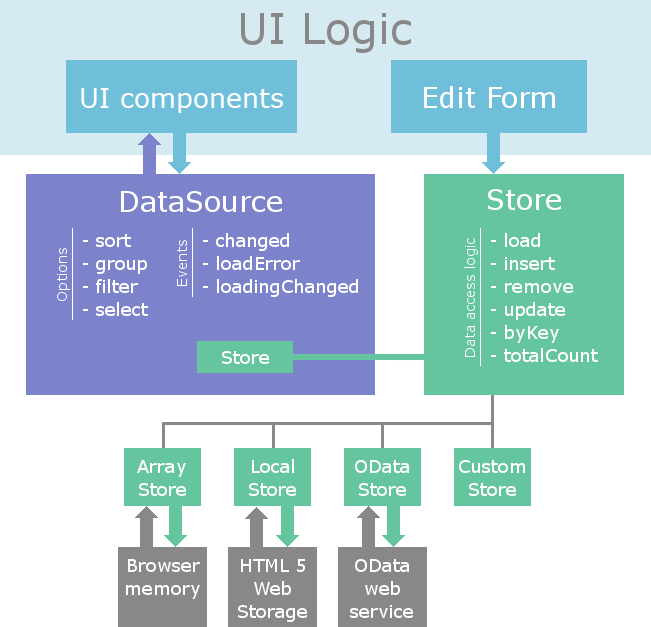 UI Logic
UI components
Edit Form
DataSource
Options
- sort
- group
- filter
- select
Events
- changed
- loadError
- loadingChanged
Store
Store
Data access logic
- load
- insert
- remove
- update
- byKey
- totalCount
Array
Store
Local
Store
OData
Store
Custom
Store
Browser
memory
HTML 5
Web
Storage
OData
web
service